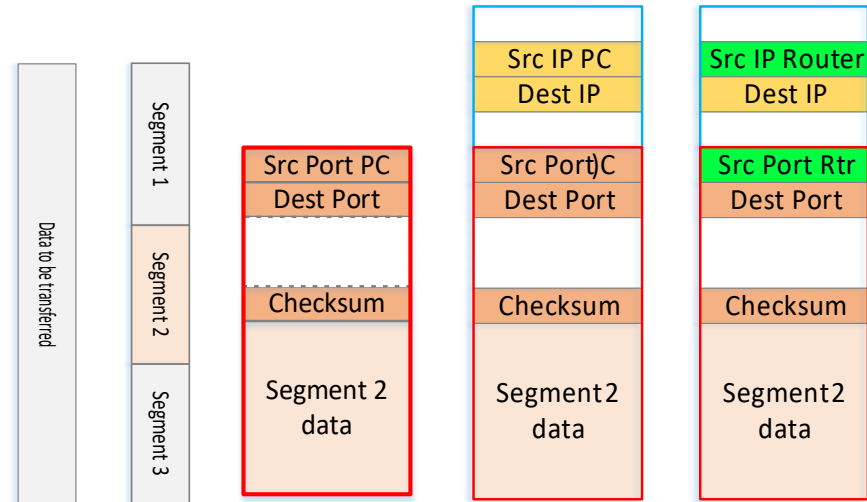 Data to be transferred
Segment 1
Segment 2
Segment 3
Src Port PC
Dest Port
Checksum
Segment 2
data
Src IP PC
Dest IP
Src Port)C
Dest Port
Checksum
Segment2
data
Src IP Router
Dest IP
Src Port Rtr
Dest Port
Checksum
Segment2
data